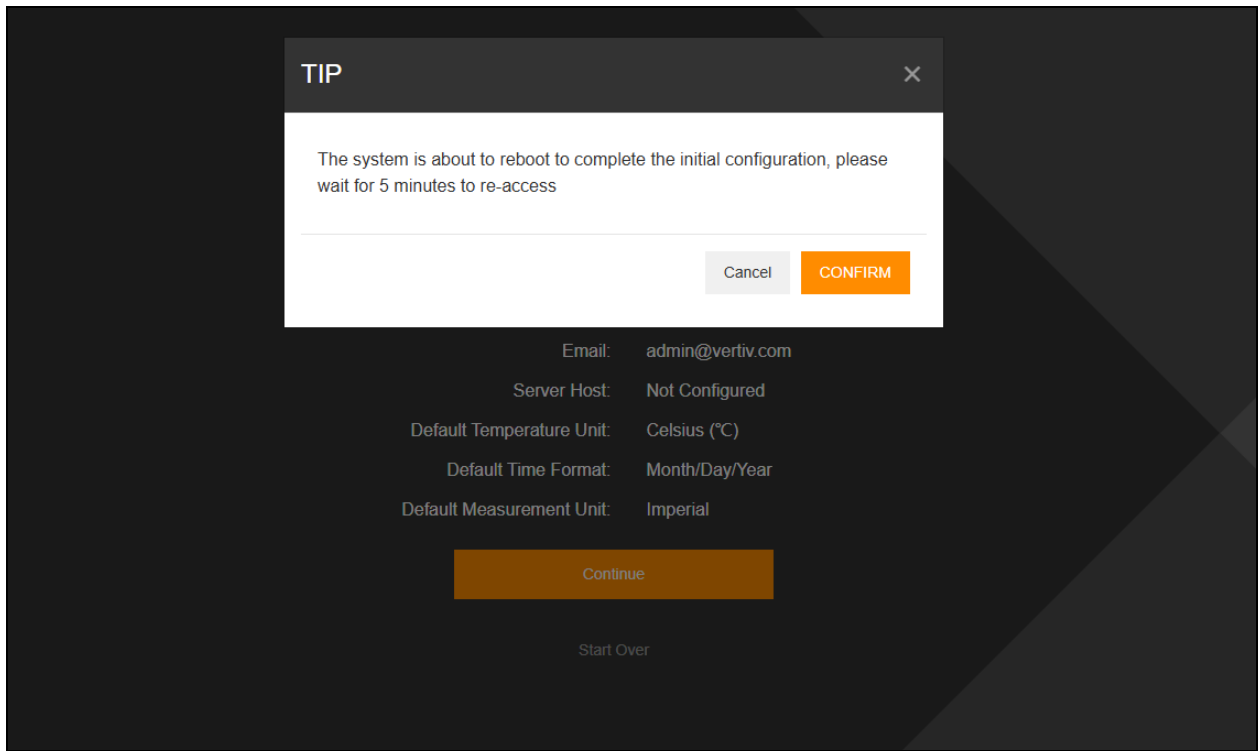 TIP
The system is about to reboot to complete the initial configuration, please
wait for 5 minutes to re-access
Cancel CONFIRM
Email: admin@vertiv.com
Server Host: Not Configured
Default Temperature Unit: Celsius (℃)
Default Time Format: Month/Day/Year
Default Measurement Unit: Imperial
Continue
Start Over